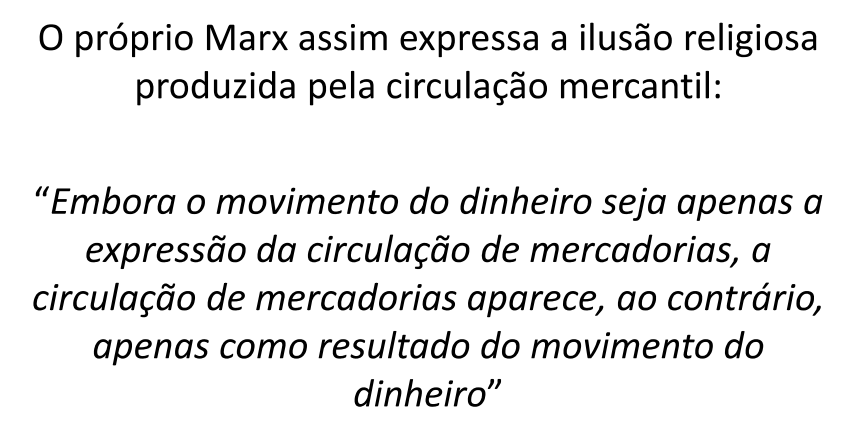 O próprio Marx assim expressa a ilusão religiosa
produzida pela circulação mercantil:
“Embora o movimento do dinheiro seja apenas a
expressão da circulação de mercadorias, a
circulação de mercadorias aparece, ao contrário,
apenas como resultado do movimento do
dinheiro”